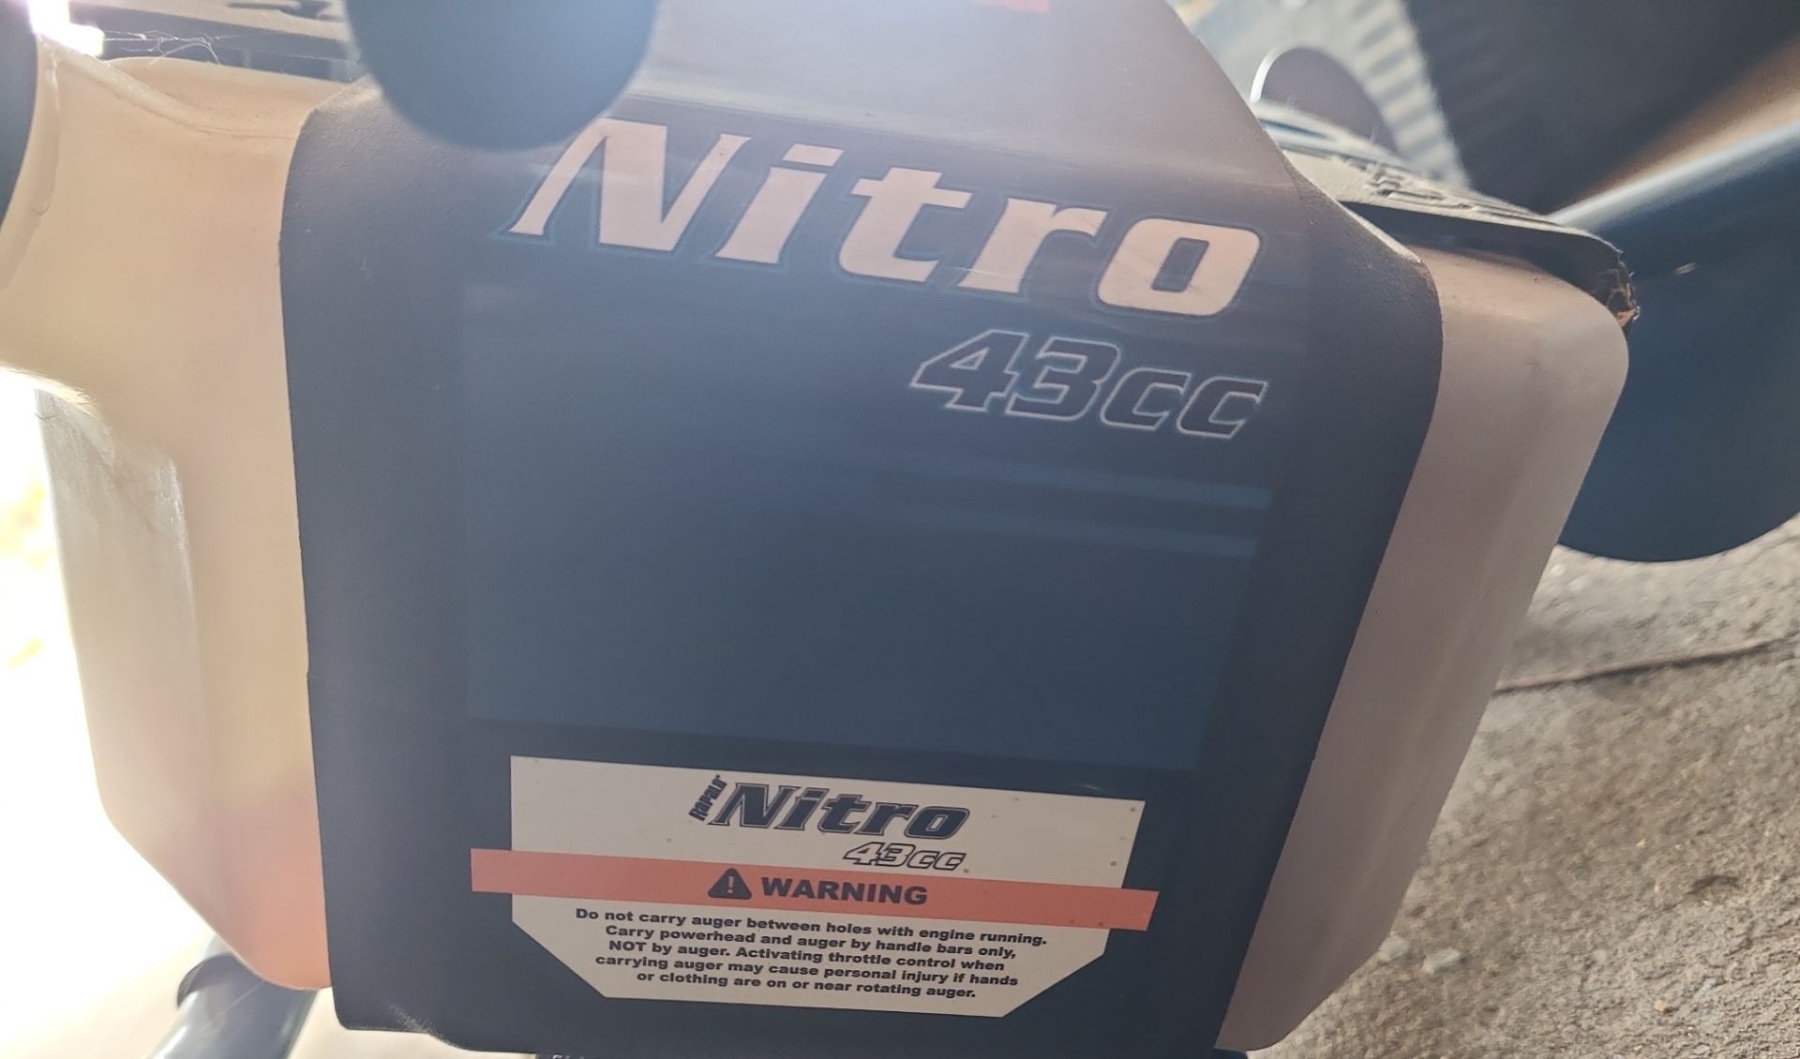 Nitro
43cc
Rapala Nitro
43cc
WARNING
Do not carry auger between holes with engine running.
Carry powerhead and auger by handle bars only,
NOT by auger. Activating throttle control when
carrying auger may cause personal injury if hands
or clothing are on or near rotating auger.